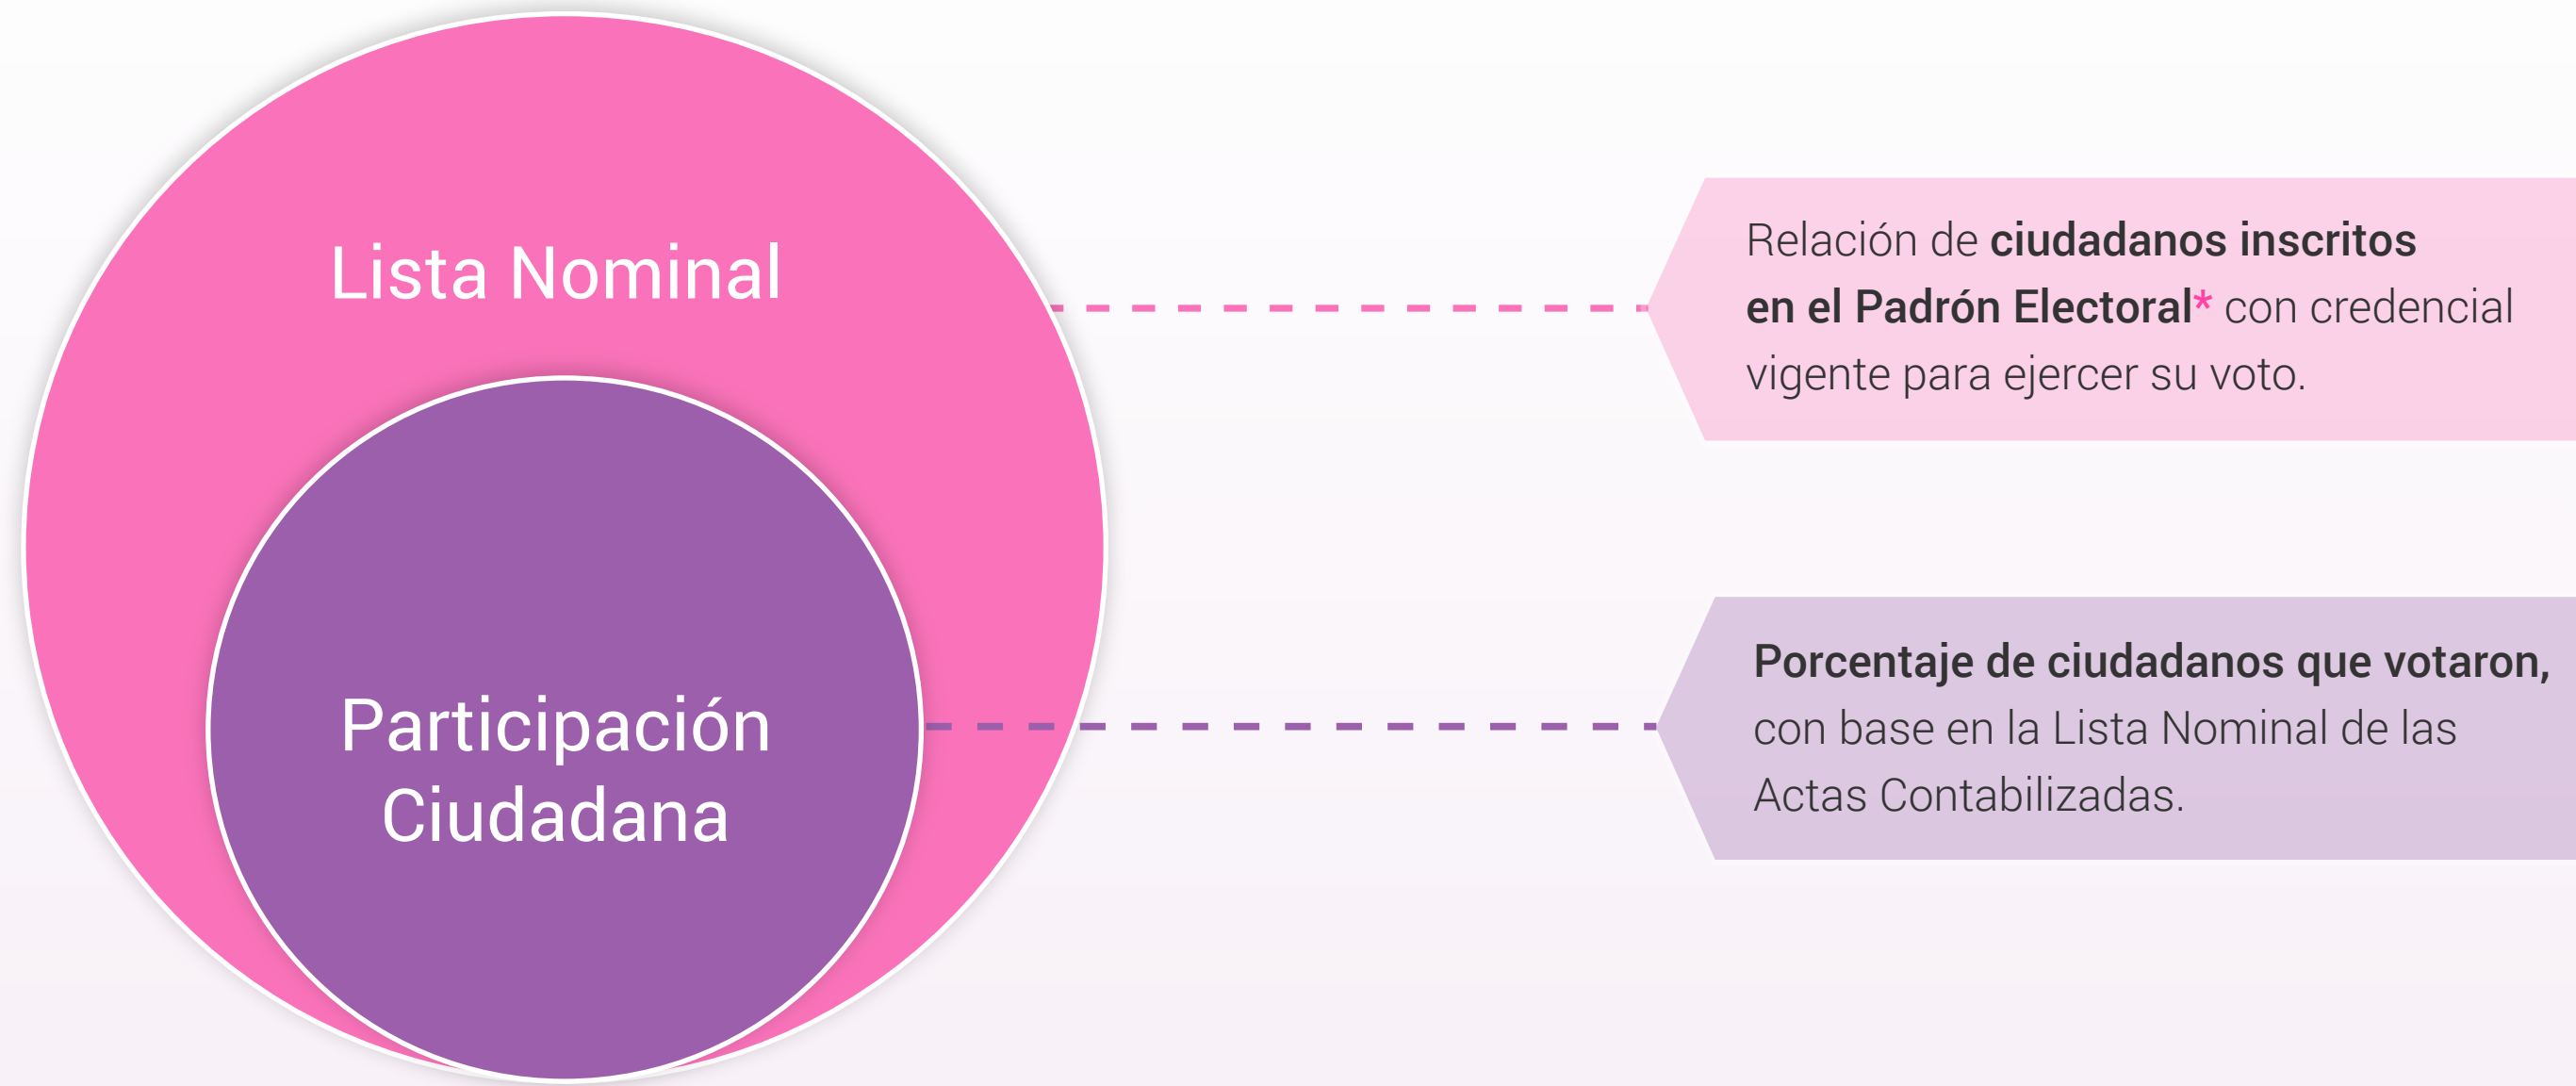 Lista Nominal
Relación de ciudadanos inscritos
en el Padrón Electoral* con credencial
vigente para ejercer su voto.
Participación
Ciudadana
Porcentaje de ciudadanos que votaron,
con base en la Lista Nominal de las
Actas Contabilizadas.